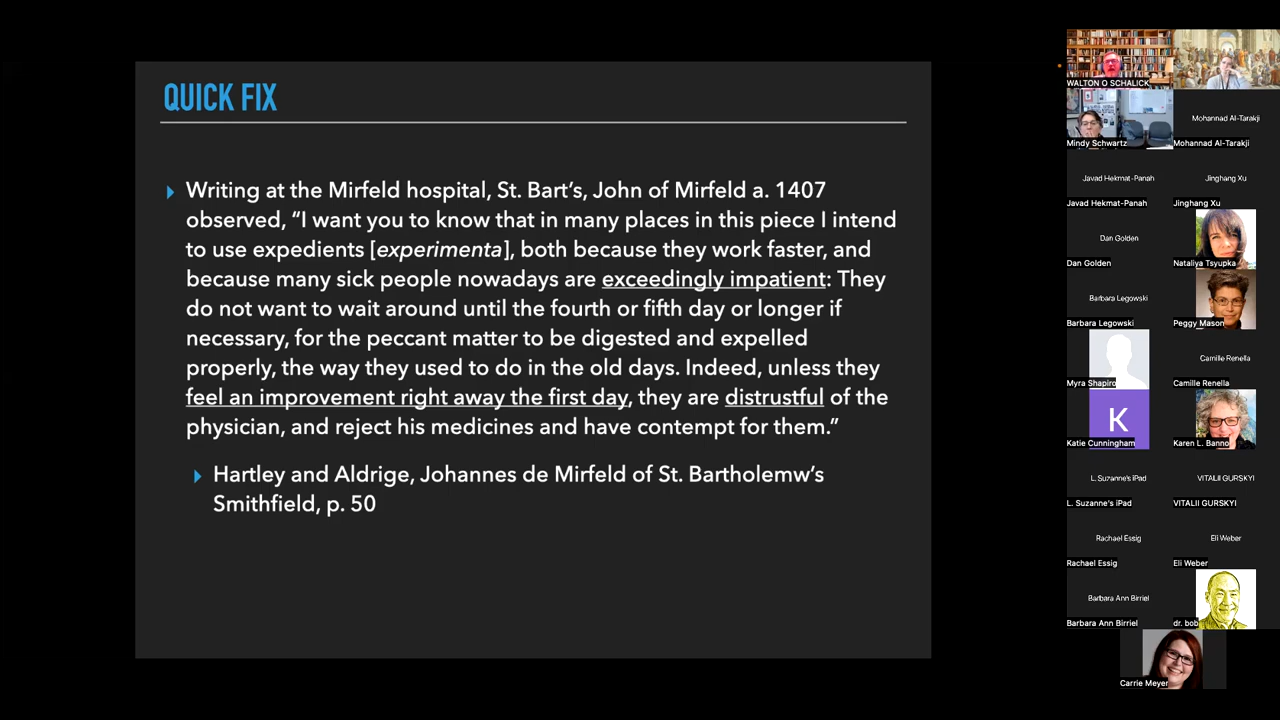 QUICK FIX
Writing at the Mirfeld hospital, St. Bart's, John of Mirfeld a. 1407
observed, “I want you to know that in many places in this piece I intend
to use expedients [experimenta], both because they work faster, and
because many sick people nowadays are exceedingly impatient: They
do not want to wait around until the fourth or fifth day or longer if
necessary, for the peccant matter to be digested and expelled
properly, the way they used to do in the old days. Indeed, unless they
feel an improvement right away the first day, they are distrustful of the
physician, and reject his medicines and have contempt for them.”
Hartley and Aldrige, Johannes de Mirfeld of St. Bartholemw's
Smithfield, p. 50
WALTON O SCHALICK
Mindy Schwartz
Mohannad Al-Tarakji
Mohannad Al-Tarakji
Javad Hekmat-Panah
Javad Hekmat-Panah
Jinghang Xu
Jinghang Xu
Dan Golden
Dan Golden
Nataliya Tsyupka
Barbara Legowski
Barbara Legowski
Peggy Mason
Myra Shapiro
Camille Renella
Camille Renella
K
Katie Cunningham
Karen L. Banno
L. Suzanne's iPad
L. Suzanne's iPad
VITALII GURSKYI
VITALII GURSKYI
Rachael Essig
Rachael Essig
Eli Weber
Eli Weber
Barbara Ann Birriel
Barbara Ann Birriel
dr. bob
Carrie Meyer